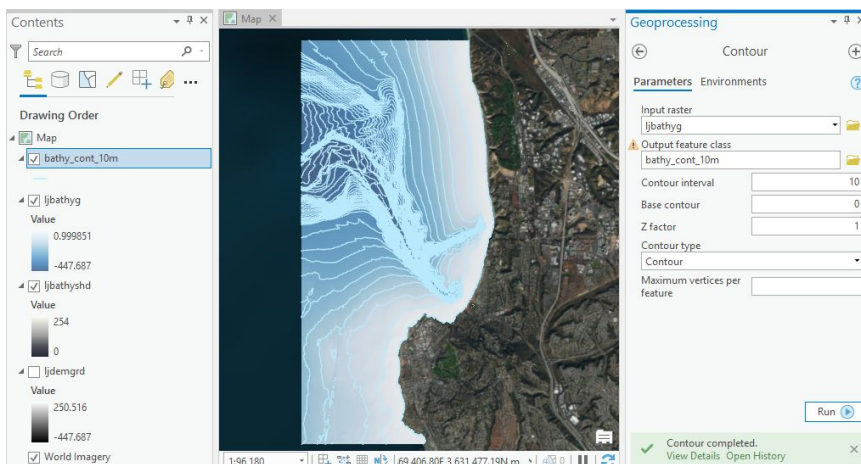 Contents
Search
Drawing Order
Map
bathy_cont_10m
ljbathyg
Value
0.999851
-447.687
ljbathyshd
Value
254
0
ljdemgrd
Value
250.516
-447.687
World Imagery
Map
1:96,180
69,406.80E 3,631,477.19N m
0
Geoprocessing
Contour
Parameters Environments
Input raster
ljbathyg
Output feature class
bathy_cont_10m
Contour interval 10
Base contour 0
Z factor 1
Contour type
Contour
Maximum vertices per
feature
Run
Contour completed.
View Details Open History